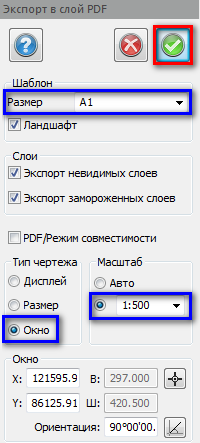 Экспорт в слой PDF
Шаблон
Размер A1
Ландшафт
Слои
Экспорт невидимых слоев
Экспорт замороженных слоев
PDF/Режим совместимости
Тип чертежа
Дисплей
Размер
Окно
Масштаб
Авто
1:500
Окно
X: 121595.9 В: 297.000
Y: 86125.91 Ш: 420.500
Ориентация: 90°00'00.